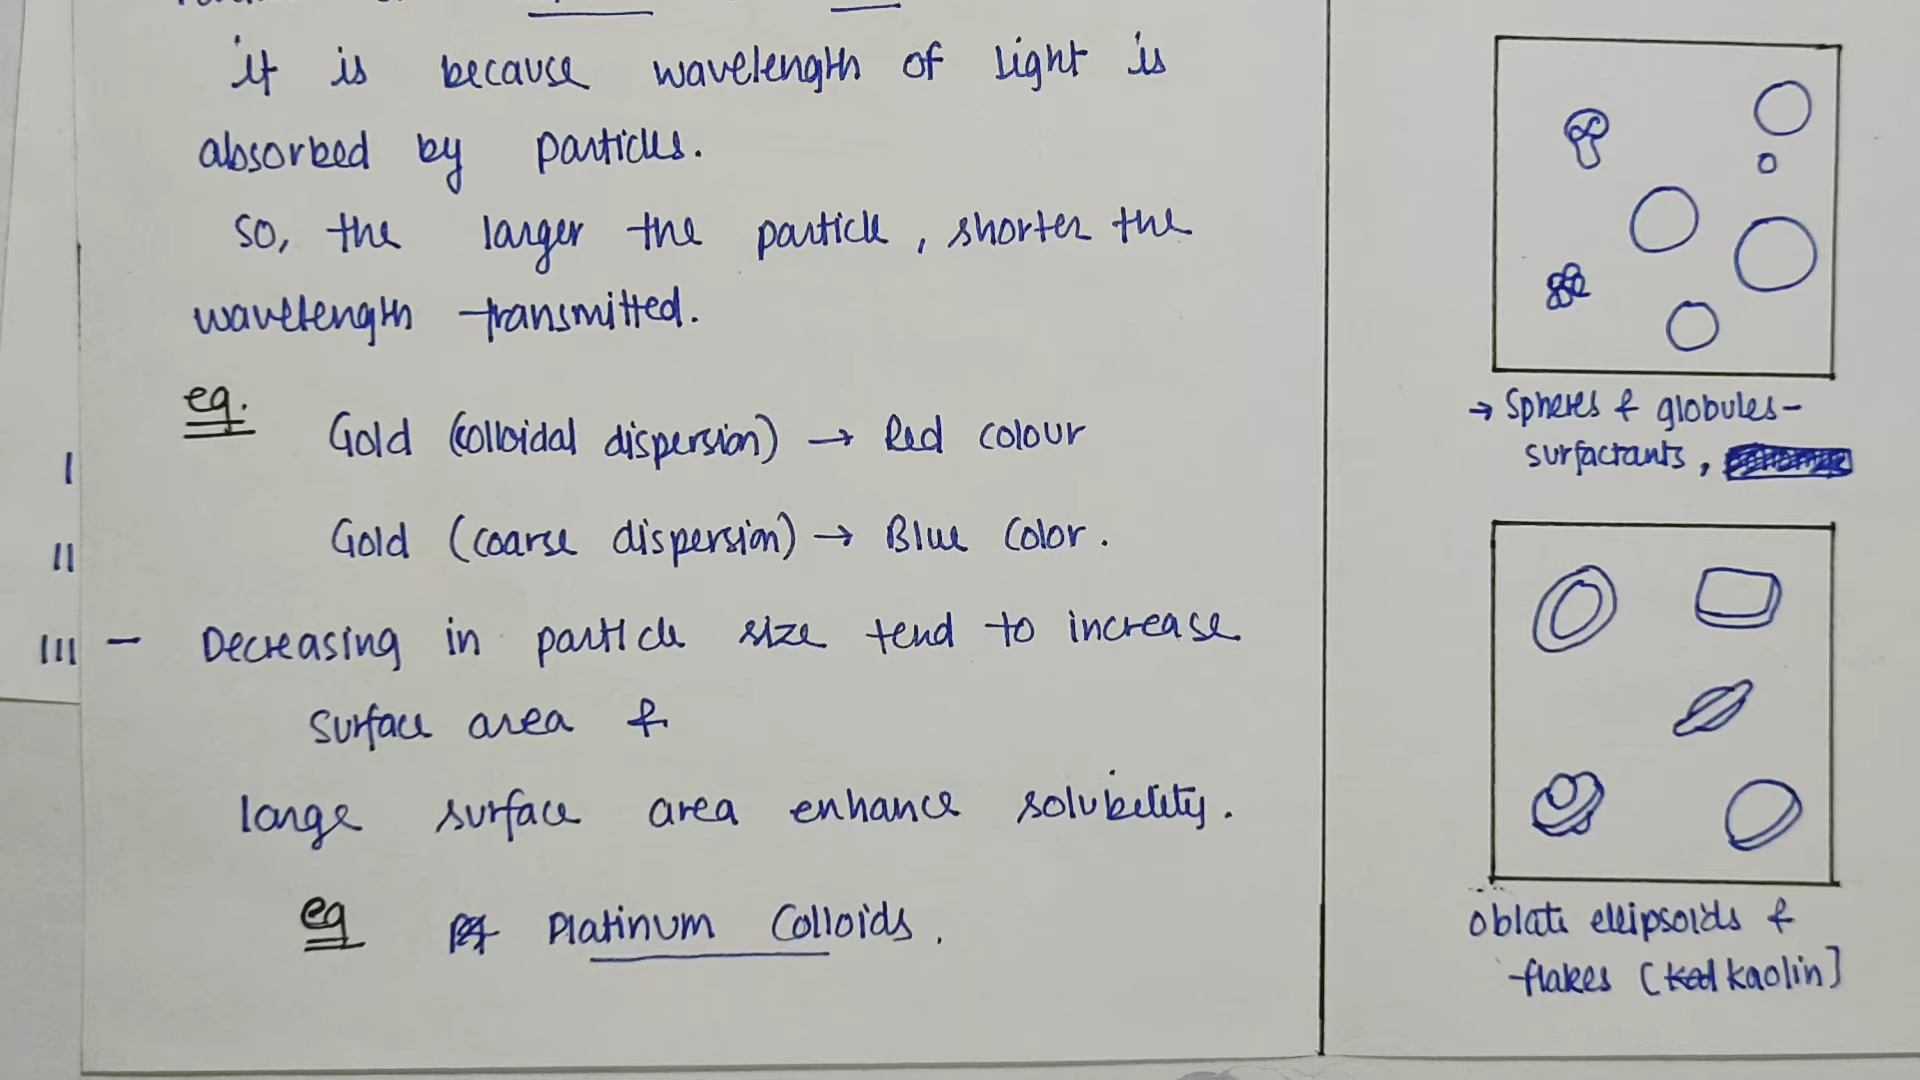 it is because wavelength of light is
absorbed by particles.
so, the larger the particle, shorter the
wavelength transmitted.
eg.
Gold (colloidal dispersion) → Red colour
Gold (coarse dispersion) → Blue color.
I
II
III - Decreasing in particle size tend to increase
surface area &
large surface area enhance solubility.
eg Platinum Colloids.
→ Spheres & globules-
surfactants,
oblate ellipsoids &
flakes [kaolin]